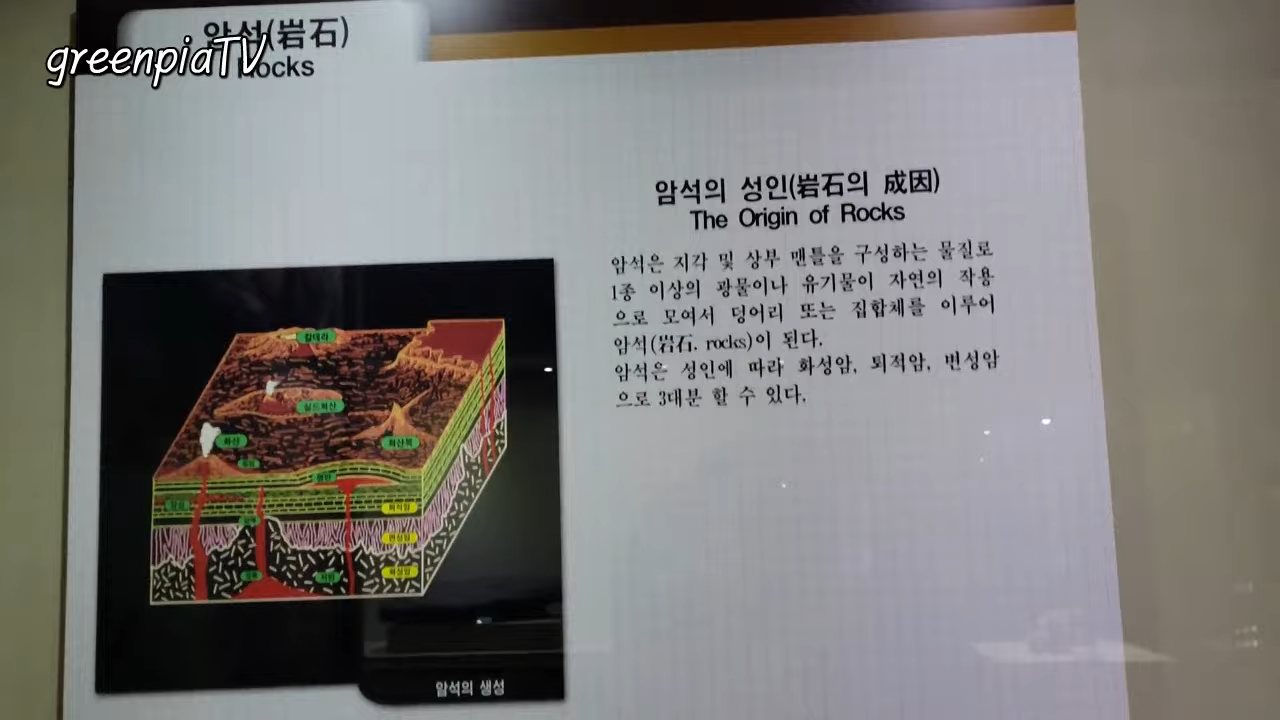 암석(岩石)
greenpiaTV
Rocks
암석의 성인(岩石의 成因)
The Origin of Rocks
암석은 지각 및 상부 맨틀을 구성하는 물질로
1종 이상의 광물이나 유기물이 자연의 작용
으로 모여서 덩어리 또는 집합체를 이루어
암석(岩石, rocks)이 된다.
암석은 성인에 따라 화성암, 퇴적암, 변성암
으로 3대분 할 수 있다.
칼데라
실드화산
화산
퇴적암
변성암
화성암
암석의 생성